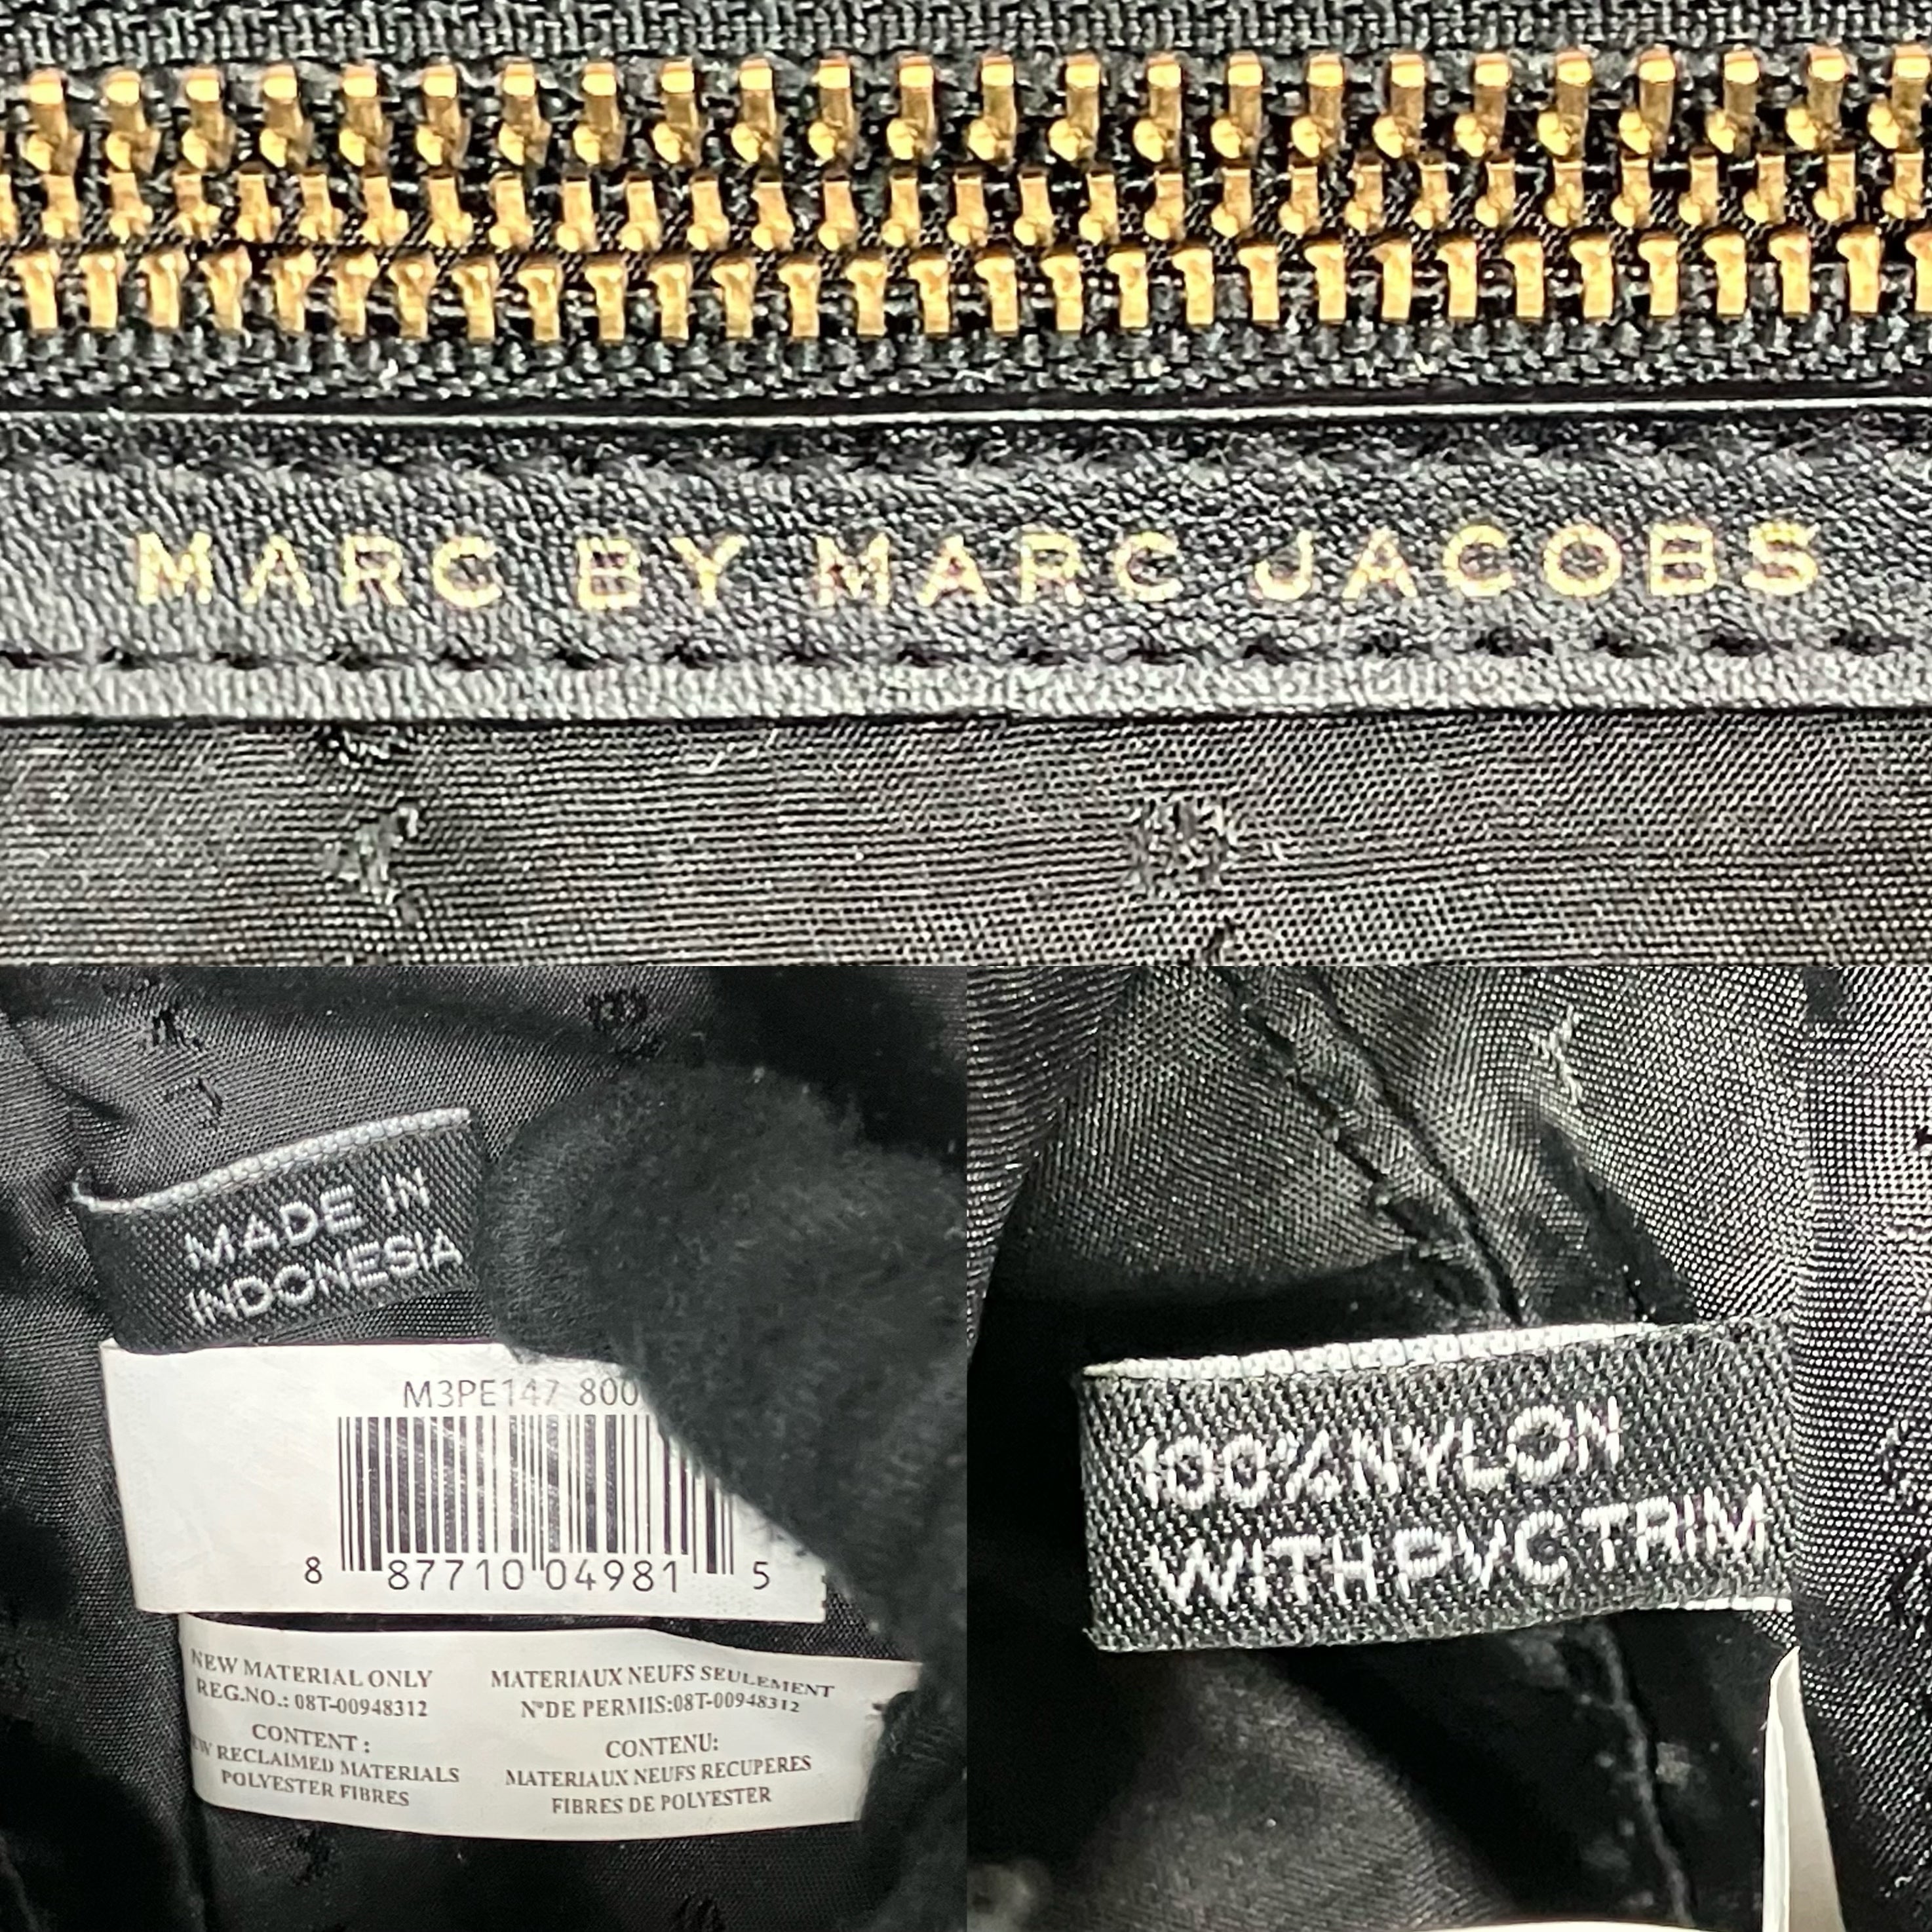 MARC BY MARC JACOBS
MADE IN
INDONESIA
M3PE147 800
8 87710 04981 5
NEW MATERIAL ONLY
REG.NO.: 08T-00948312
CONTENT :
RECLAIMED MATERIALS
POLYESTER FIBRES
MATERIAUX NEUFS SEULEMENT
N°DE PERMIS:08T-00948312
CONTENU:
MATERIAUX NEUFS RECUPERES
FIBRES DE POLYESTER
100%NYLON
WITH PVC TRIM